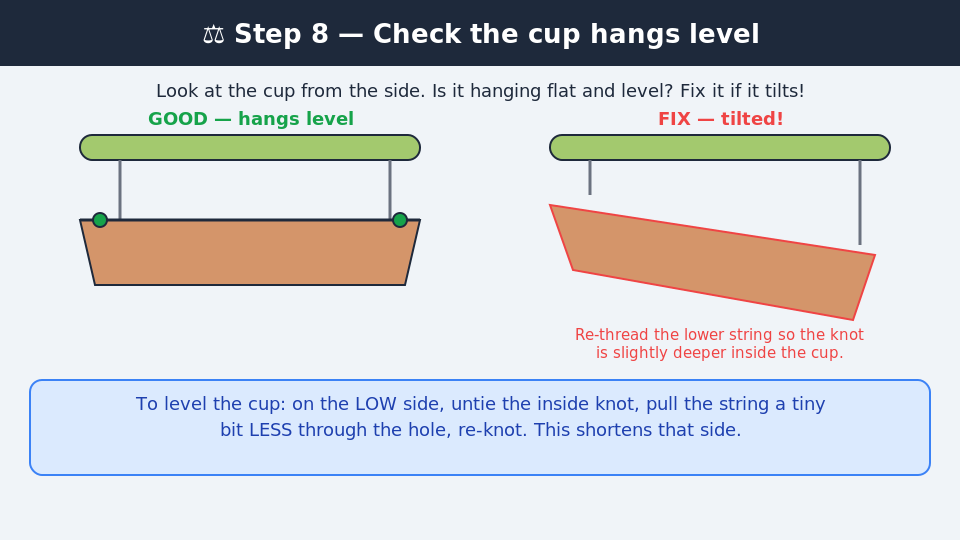 ⚖ Step 8 — Check the cup hangs level
Look at the cup from the side. Is it hanging flat and level? Fix it if it tilts!
GOOD — hangs level
FIX — tilted!
Re-thread the lower string so the knot
is slightly deeper inside the cup.
To level the cup: on the LOW side, untie the inside knot, pull the string a tiny
bit LESS through the hole, re-knot. This shortens that side.